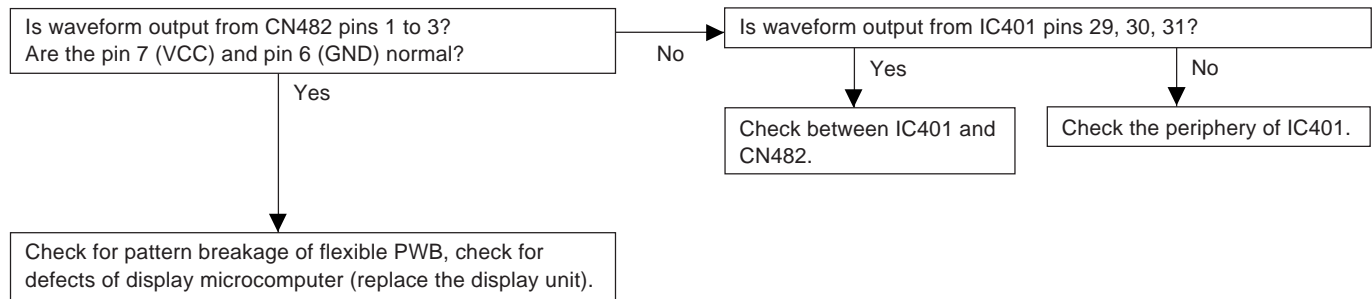 Is waveform output from CN482 pins 1 to 3?
Are the pin 7 (VCC) and pin 6 (GND) normal?
No
Is waveform output from IC401 pins 29, 30, 31?
Yes
Yes
No
Check between IC401 and
CN482.
Check the periphery of IC401.
Check for pattern breakage of flexible PWB, check for
defects of display microcomputer (replace the display unit).